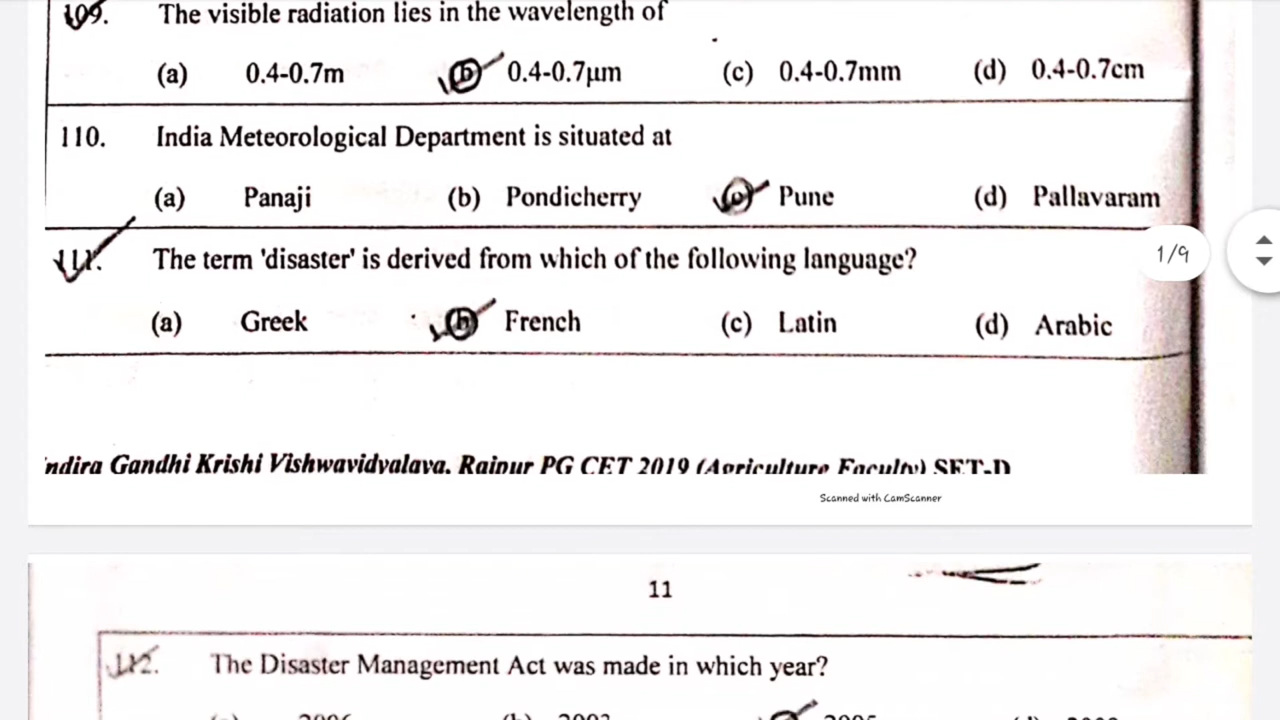 109. The visible radiation lies in the wavelength of
(a) 0.4-0.7m (b) 0.4-0.7μm (c) 0.4-0.7mm (d) 0.4-0.7cm
110. India Meteorological Department is situated at
(a) Panaji (b) Pondicherry (c) Pune (d) Pallavaram
1/9
111. The term 'disaster' is derived from which of the following language?
(a) Greek (b) French (c) Latin (d) Arabic
ndira Gandhi Krishi Vishwavidyalaya, Raipur PG CET 2019 (Agriculture Faculty) SET-D
Scanned with CamScanner
11
112. The Disaster Management Act was made in which year?